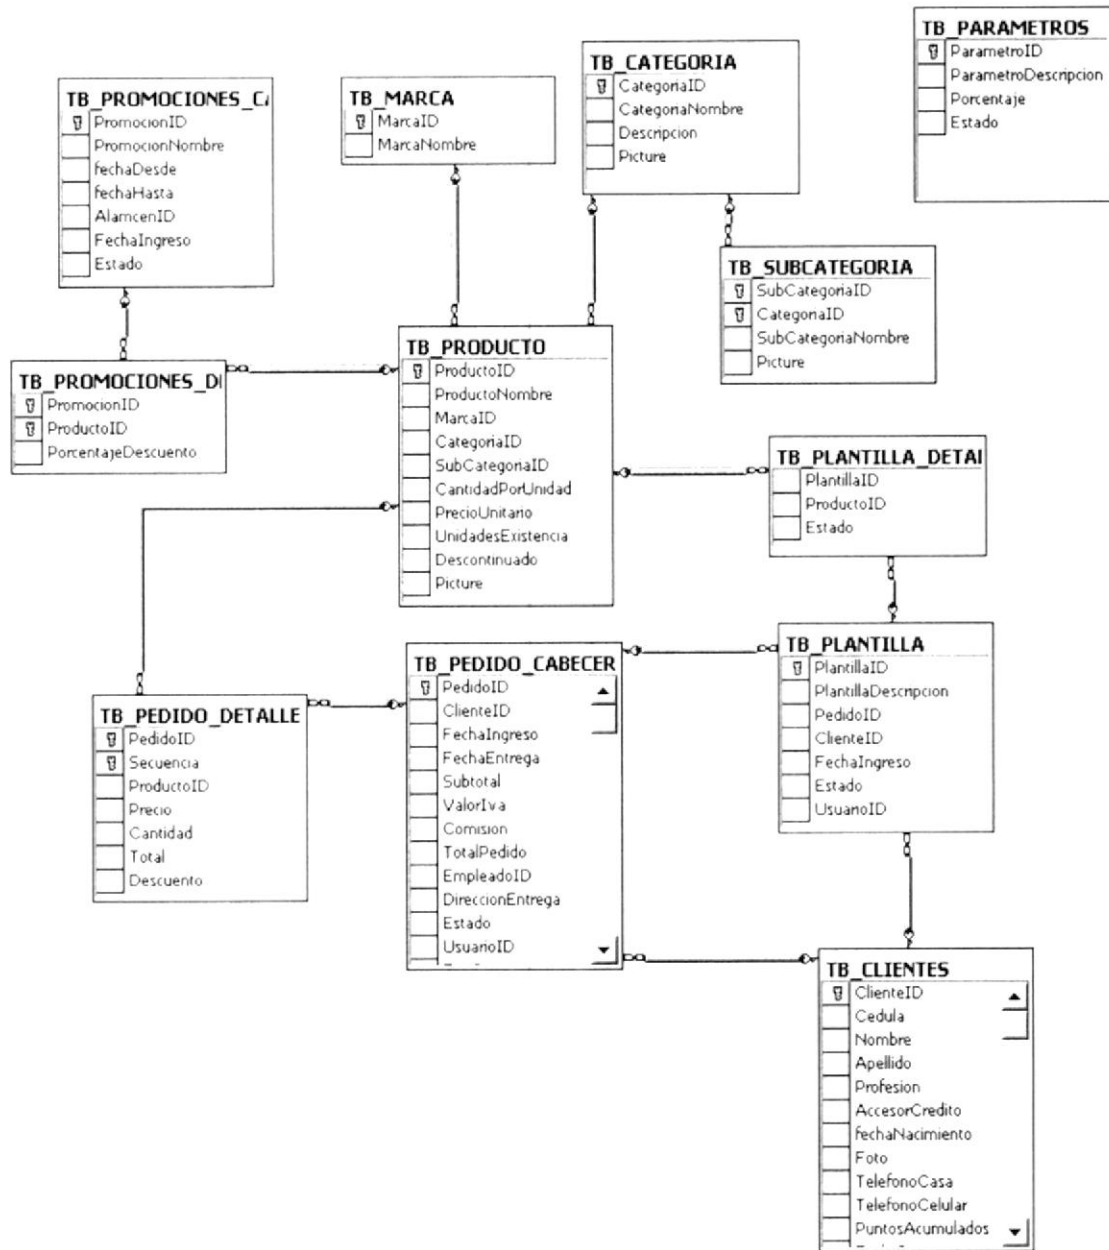 TB_PROMOCIONES_CA
PromocionID
PromocionNombre
fechaDesde
fechaHasta
AlamcenID
FechaIngreso
Estado
TB_MARCA
MarcaID
MarcaNombre
TB_CATEGORIA
CategoriaID
CategoriaNombre
Descripcion
Picture
TB_PARAMETROS
ParametroID
ParametroDescripcion
Porcentaje
Estado
TB_SUBCATEGORIA
SubCategoriaID
CategoriaID
SubCategoriaNombre
Picture
TB_PROMOCIONES_DI
PromocionID
ProductoID
PorcentajeDescuento
TB_PRODUCTO
ProductoID
ProductoNombre
MarcaID
CategoriaID
SubCategoriaID
CantidadPorUnidad
PrecioUnitario
UnidadesExistencia
Descontinuado
Picture
TB_PLANTILLA_DETAI
PlantillaID
ProductoID
Estado
TB_PEDIDO_DETALLE
PedidoID
Secuencia
ProductoID
Precio
Cantidad
Total
Descuento
TB_PEDIDO_CABECER
PedidoID
ClienteID
FechaIngreso
FechaEntrega
Subtotal
ValorIva
Comision
TotalPedido
EmpleadoID
DireccionEntrega
Estado
UsuarioID
TB_PLANTILLA
PlantillaID
PlantillaDescripcion
PedidoID
ClienteID
FechaIngreso
Estado
UsuarioID
TB_CLIENTES
ClienteID
Cedula
Nombre
Apellido
Profesion
AccesorCredito
fechaNacimiento
Foto
TelefonoCasa
TelefonoCelular
PuntosAcumulados